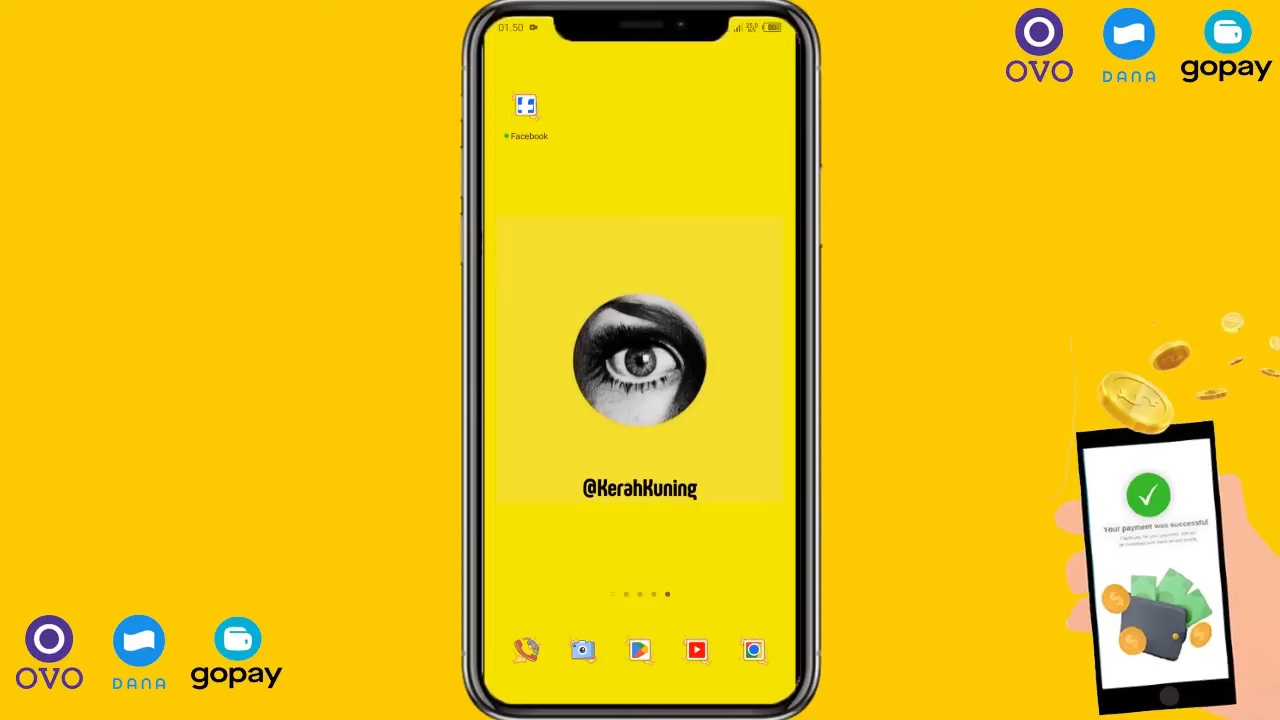 01.50
OVO
DANA
gopay
Facebook
@KerahKuning
Your payment was successful
OVO
DANA
gopay